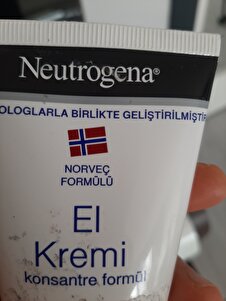 Neutrogena®
OLOGLARLA BİRLİKTE GELİŞTİRİLMİŞTİR
NORVEÇ
FORMÜLÜ
El
Kremi
konsantre formül